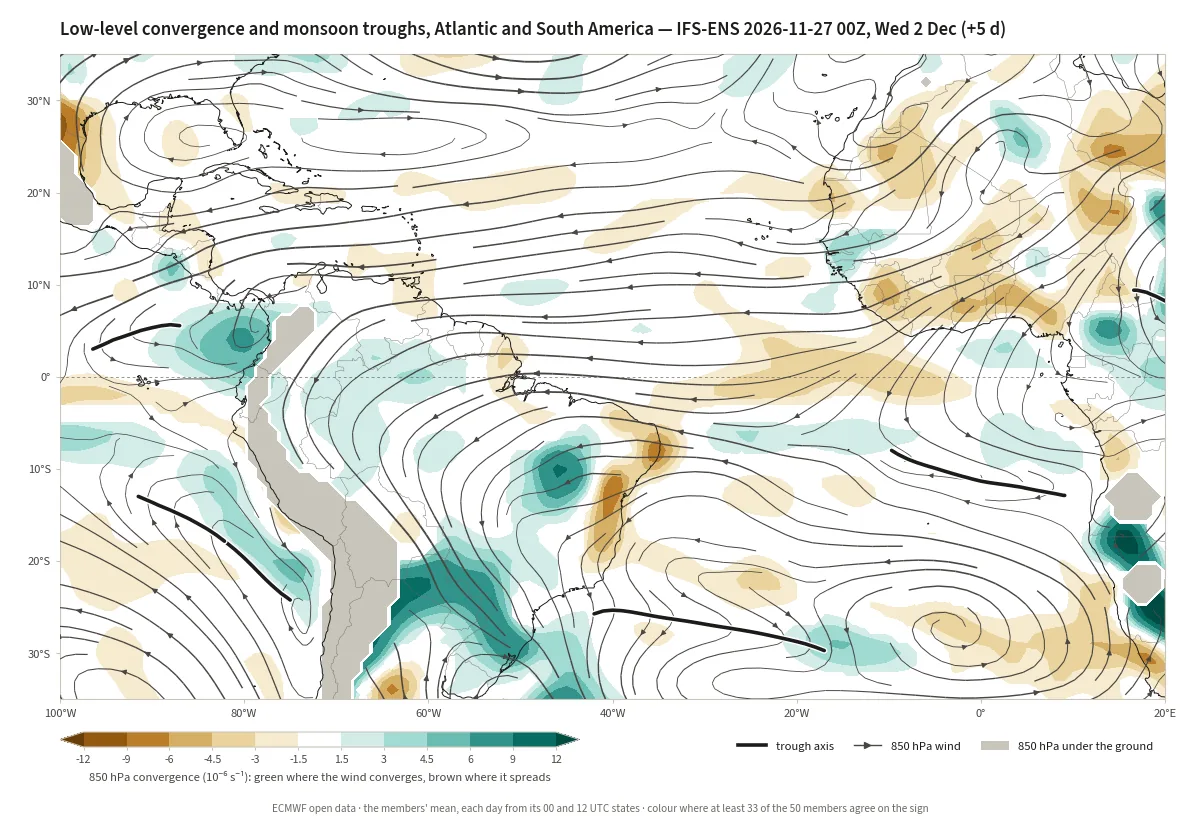 Low-level convergence and monsoon troughs, Atlantic and South America — IFS-ENS 2026-11-27 00Z, Wed 2 Dec (+5 d)
30°N
20°N
10°N
0°
10°S
20°S
30°S
100°W 80°W 60°W 40°W 20°W 0° 20°E
-12 -9 -6 -4.5 -3 -1.5 1.5 3 4.5 6 9 12
850 hPa convergence (10⁻⁶ s⁻¹): green where the wind converges, brown where it spreads
trough axis 850 hPa wind 850 hPa under the ground
ECMWF open data · the members' mean, each day from its 00 and 12 UTC states · colour where at least 33 of the 50 members agree on the sign